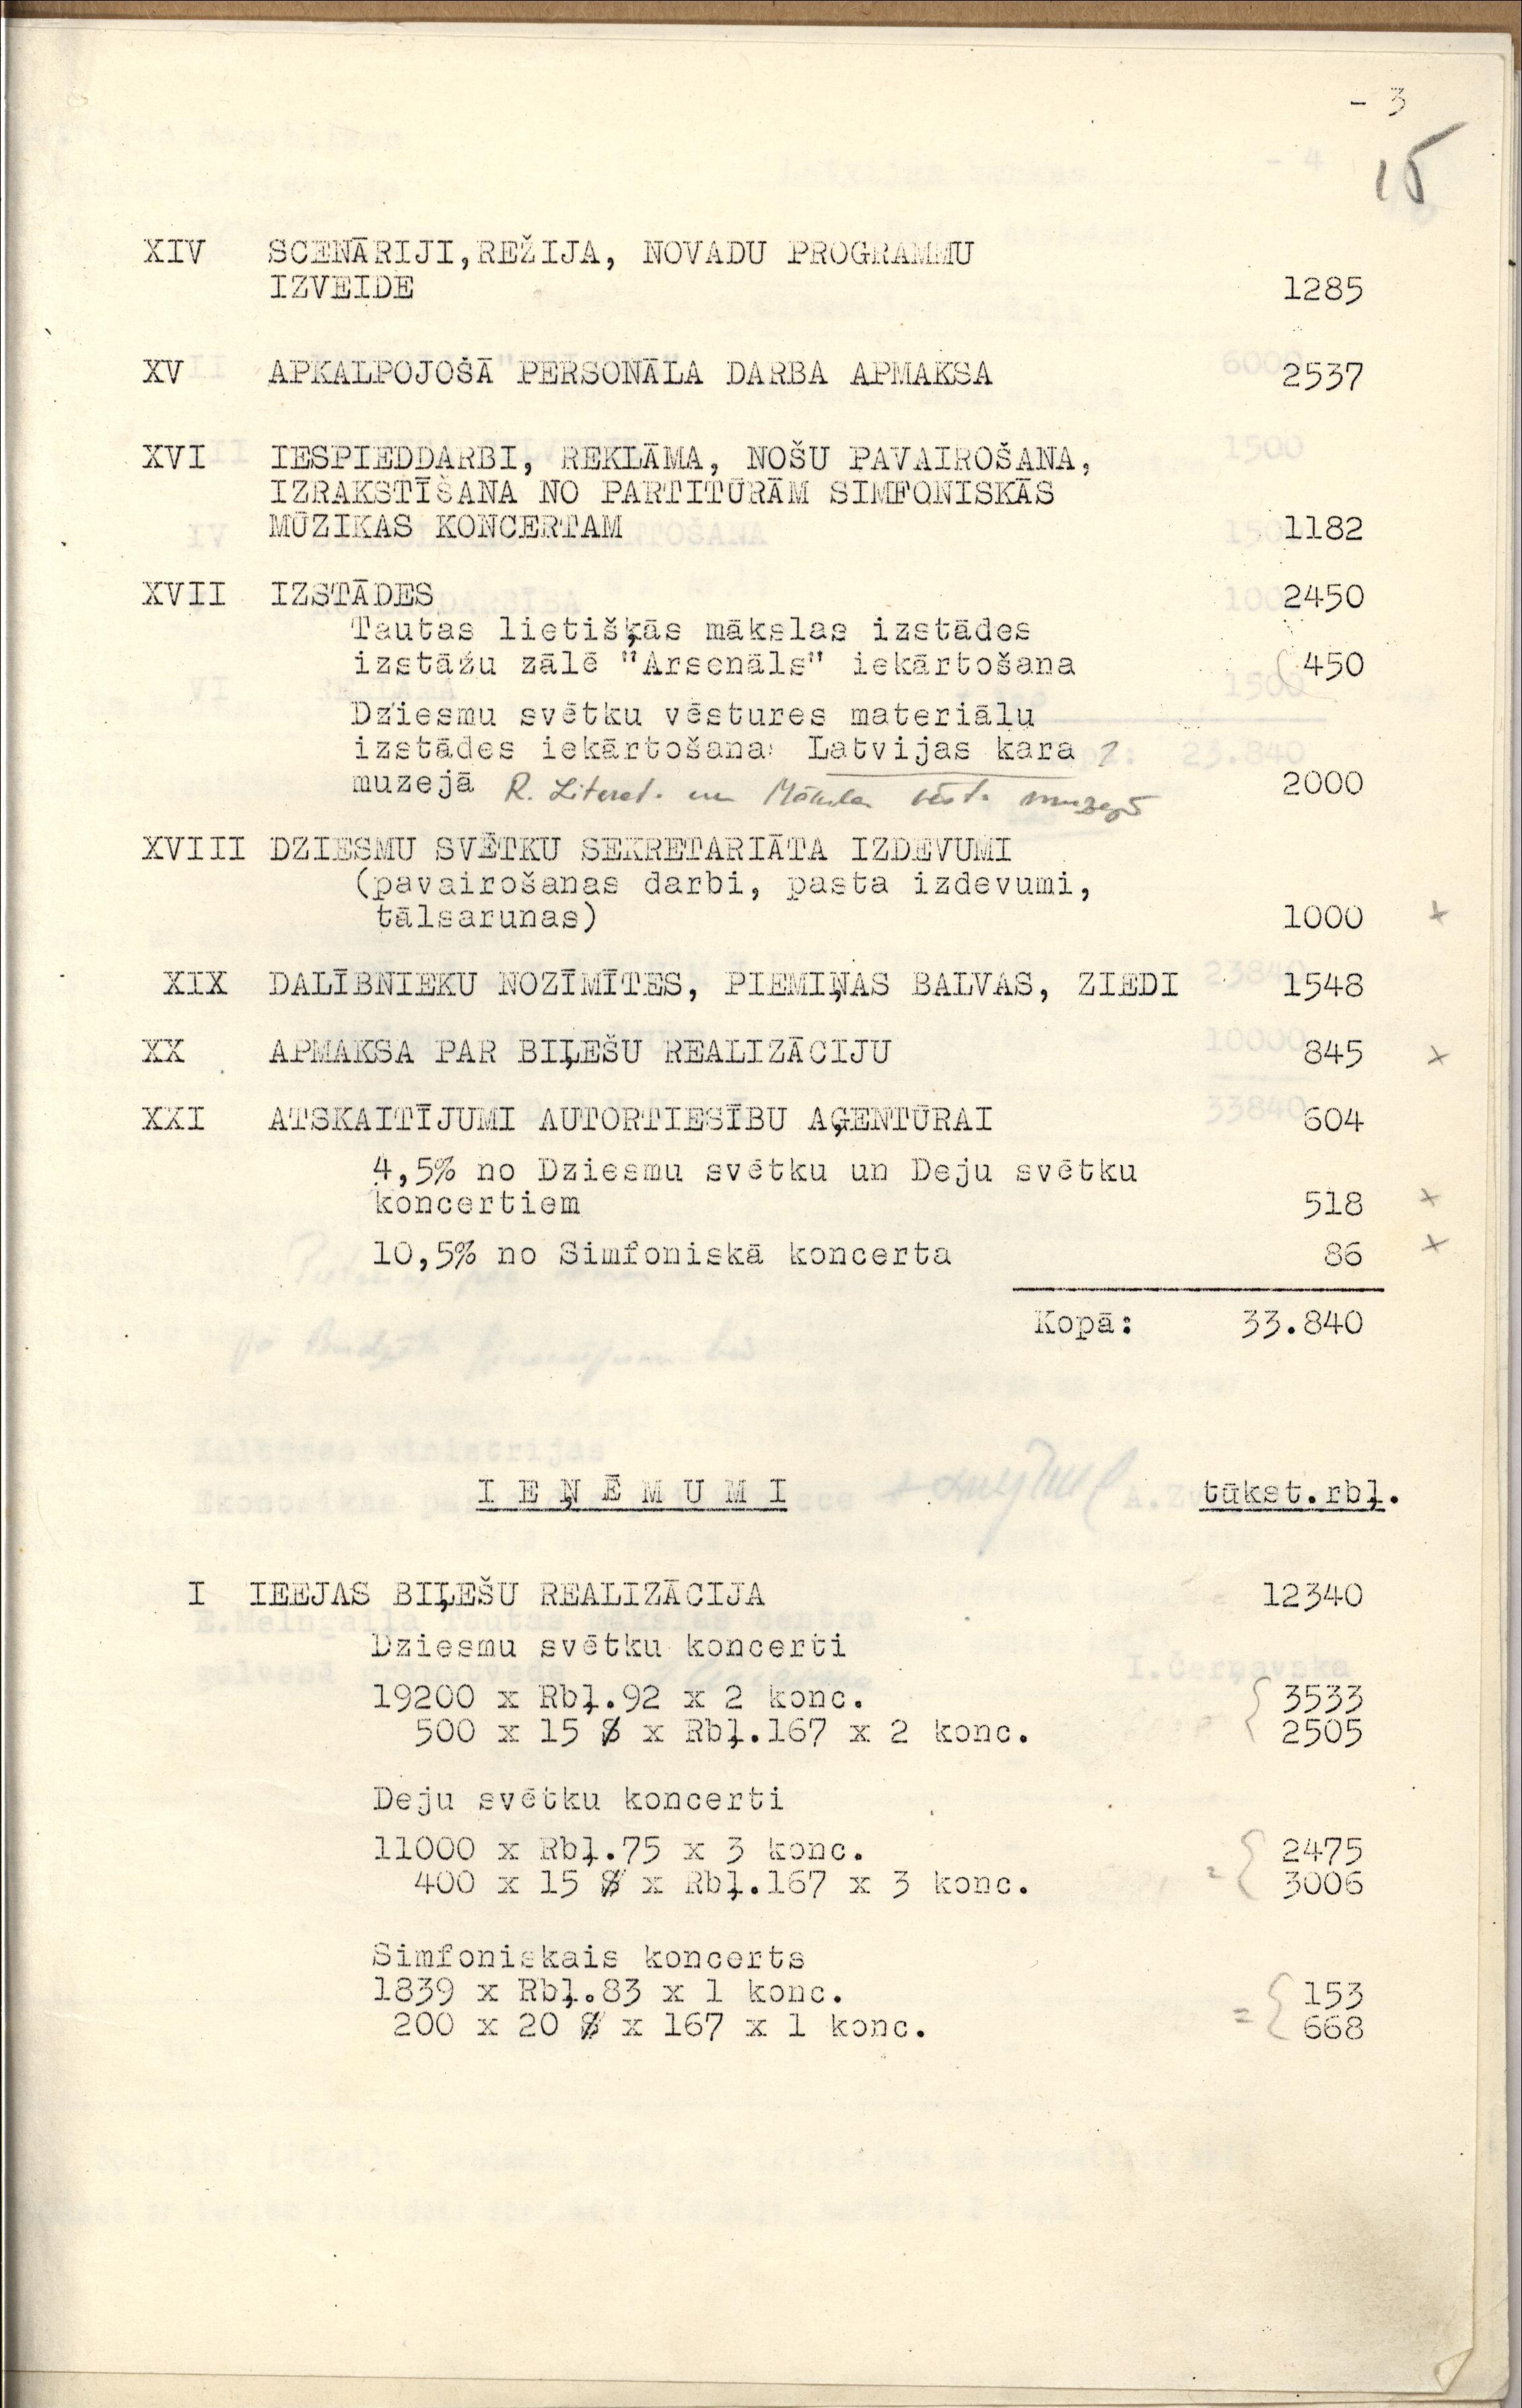 - 3
15
XIV SCENĀRIJI,REŽIJA, NOVADU PROGRAMMU
IZVEIDE 1285
XV APKALPOJOŠĀ PERSONĀLA DARBA APMAKSA 2537
XVI IESPIEDDARBI, REKLĀMA, NOŠU PAVAIROŠANA,
IZRAKSTĪŠANA NO PARTITŪRĀM SIMFONISKĀS
MŪZIKAS KONCERTAM 1182
XVII IZSTĀDES 2450
Tautas lietišķās mākslas izstādes
izstāžu zālē "Arsenāls" iekārtošana 450
Dziesmu svētku vēstures materiālu
izstādes iekārtošana Latvijas kara
muzejā R. Literat. un Mākslas vēst. muzejā 2000
XVIII DZIESMU SVĒTKU SEKRETARIĀTA IZDEVUMI
(pavairošanas darbi, pasta izdevumi,
tālsarunas) 1000 x
XIX DALĪBNIEKU NOZĪMĪTES, PIEMIŅAS BALVAS, ZIEDI 1548
XX APMAKSA PAR BIĻEŠU REALIZĀCIJU 845 x
XXI ATSKAITĪJUMI AUTORTIESĪBU AĢENTŪRAI 604
4,5% no Dziesmu svētku un Deju svētku
koncertiem 518 x
10,5% no Simfoniskā koncerta 86 x
Kopā: 33.840
I E Ņ Ē M U M I tūkst.rbļ.
I IEEJAS BIĻEŠU REALIZĀCIJA 12340
Dziesmu svētku koncerti
19200 x Rbļ.92 x 2 konc. 3533
500 x 15 $ x Rbļ.167 x 2 konc. 2505
Deju svētku koncerti
11000 x Rbļ.75 x 3 konc. 2475
400 x 15 $ x Rbļ.167 x 3 konc. 3006
Simfoniskais koncerts
1839 x Rbļ.83 x 1 konc. 153
200 x 20 $ x 167 x 1 konc. = 668